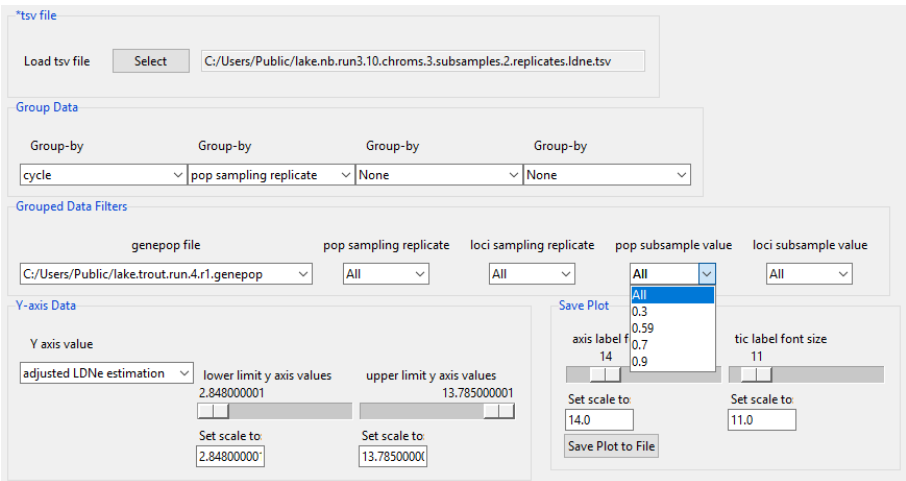 *tsv file
Load tsv file Select C:/Users/Public/lake.nb.run3.10.chroms.3.subsamples.2.replicates.ldne.tsv
Group Data
Group-by Group-by Group-by Group-by
cycle pop sampling replicate None None
Grouped Data Filters
genepop file pop sampling replicate loci sampling replicate pop subsample value loci subsample value
C:/Users/Public/lake.trout.run.4.r1.genepop All All All All
All
0.3
0.59
0.7
0.9
Y-axis Data
Y axis value
adjusted LDNe estimation
lower limit y axis values upper limit y axis values
2.848000001 13.785000001
Set scale to: Set scale to:
2.84800000 13.7850000
Save Plot
axis label f tic label font size
14 11
Set scale to: Set scale to:
14.0 11.0
Save Plot to File